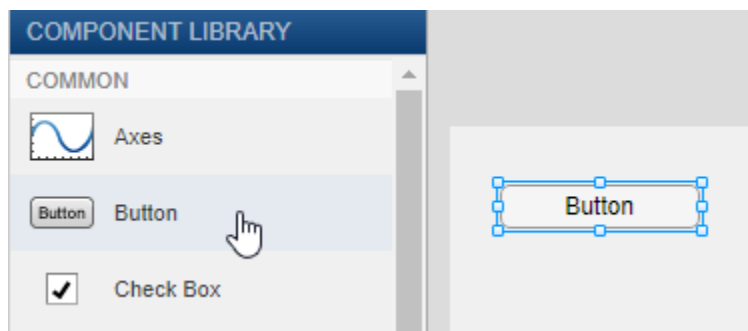 COMPONENT LIBRARY
COMMON
Axes
Button Button
Check Box
Button